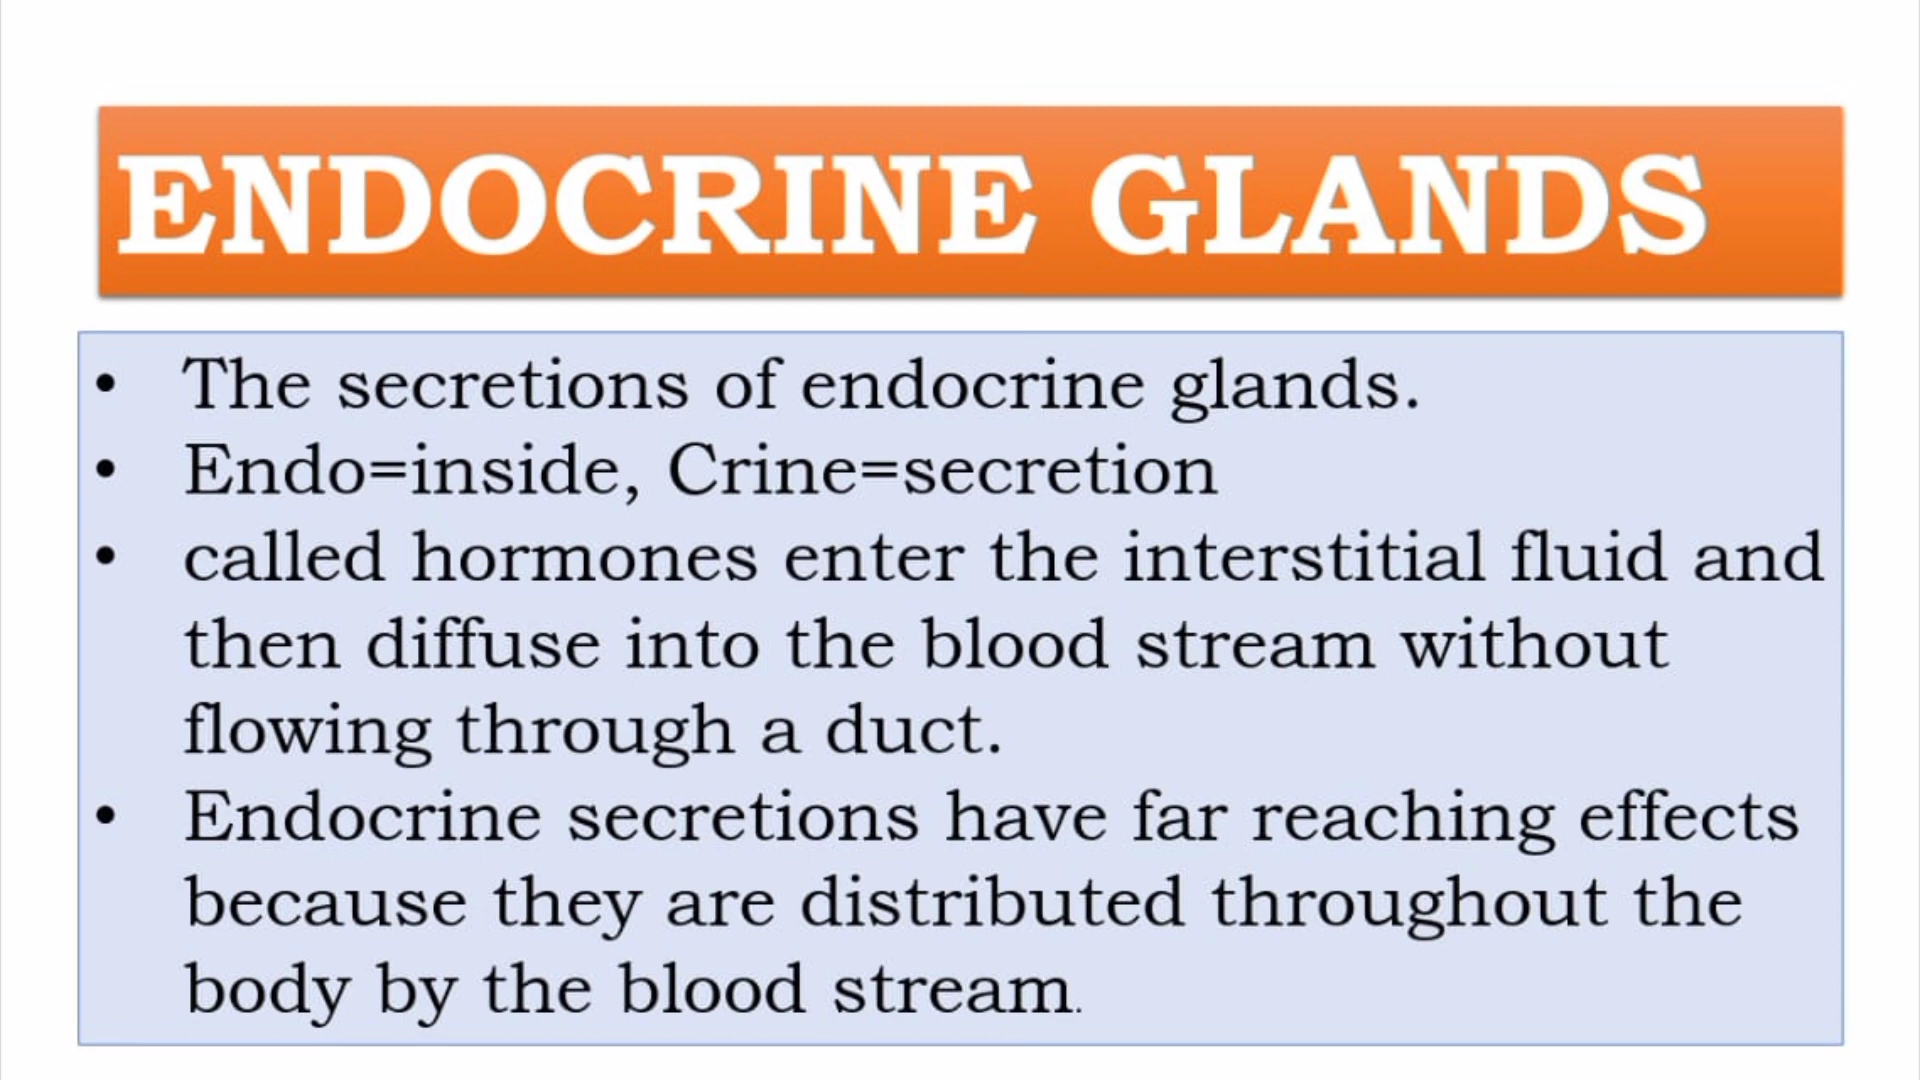 ENDOCRINE GLANDS
• The secretions of endocrine glands.
• Endo=inside, Crine=secretion
• called hormones enter the interstitial fluid and
then diffuse into the blood stream without
flowing through a duct.
• Endocrine secretions have far reaching effects
because they are distributed throughout the
body by the blood stream.